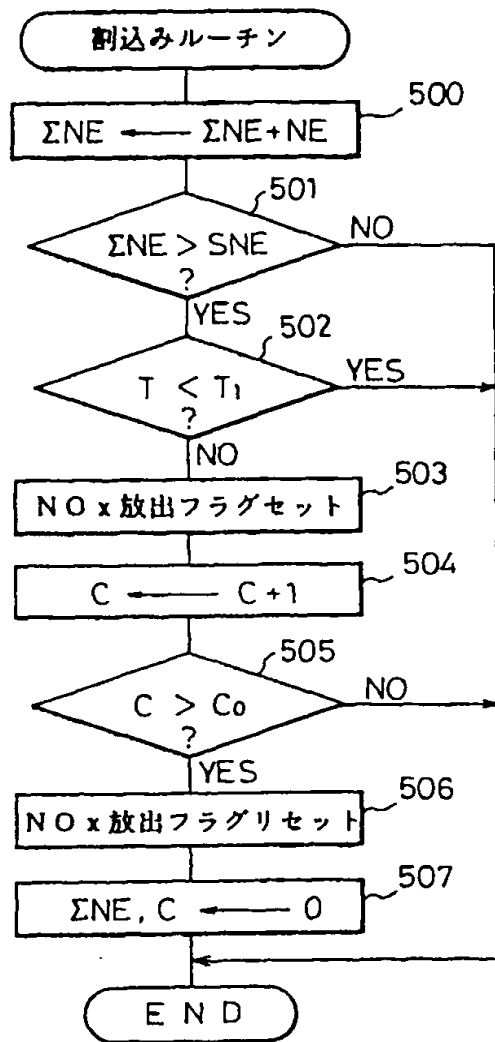 割込みルーチン
500
ΣNE ← ΣNE+NE
501
ΣNE > SNE
?
NO
YES
502
T < T₁
?
YES
NO
503
NOx放出フラグセット
504
C ← C+1
505
C > C₀
?
NO
YES
506
NOx放出フラグリセット
507
ΣNE, C ← 0
END